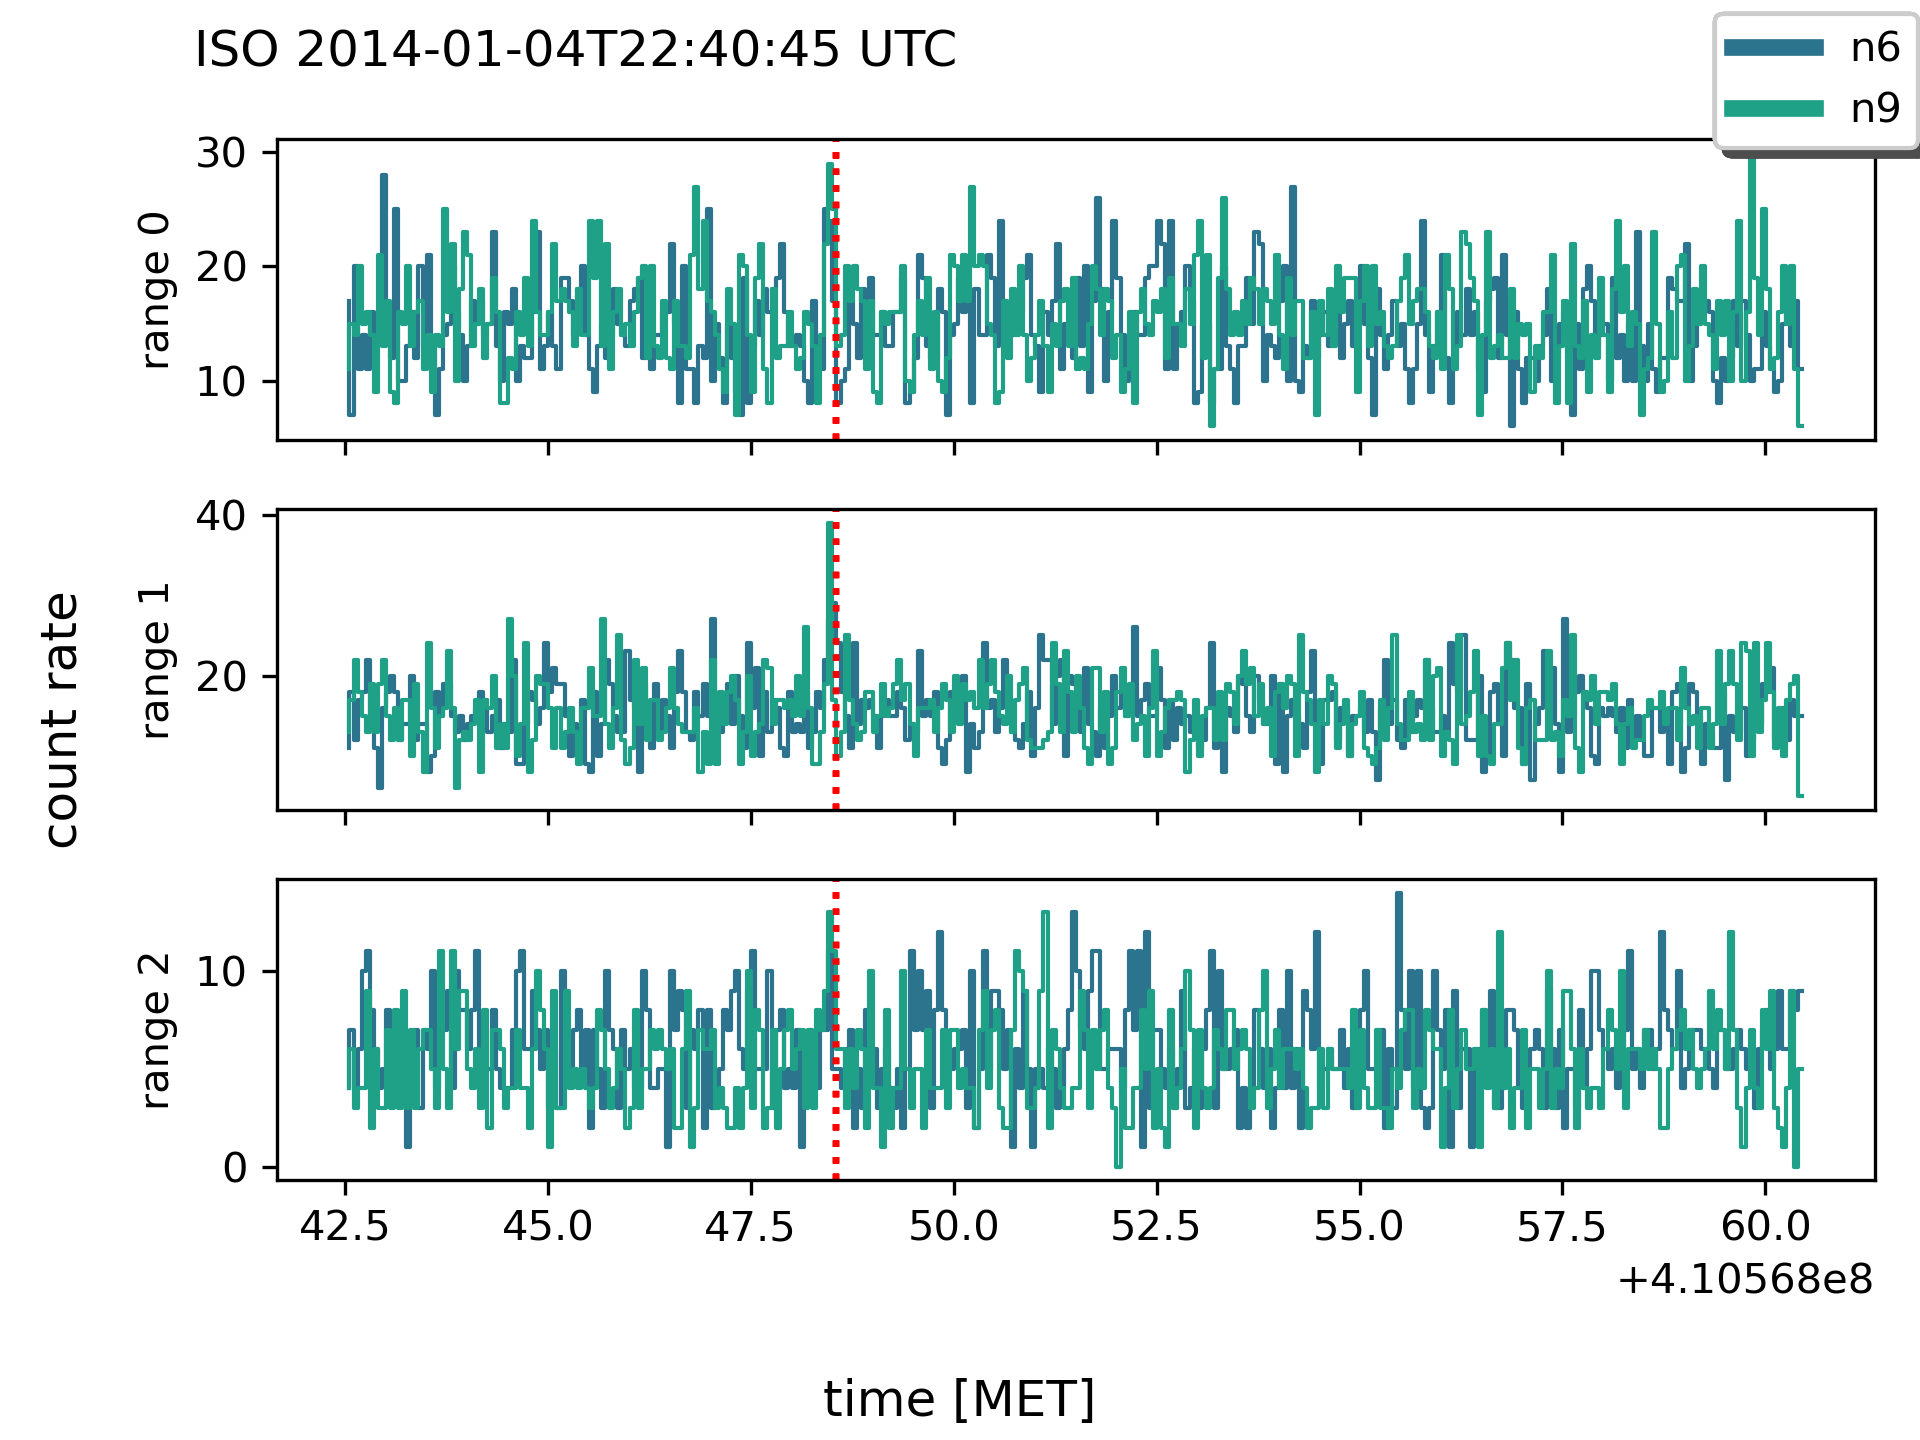 ISO 2014-01-04T22:40:45 UTC
n6
n9
30
20
10
range 0
40
20
range 1
count rate
10
0
range 2
42.5 45.0 47.5 50.0 52.5 55.0 57.5 60.0
+4.10568e8
time [MET]